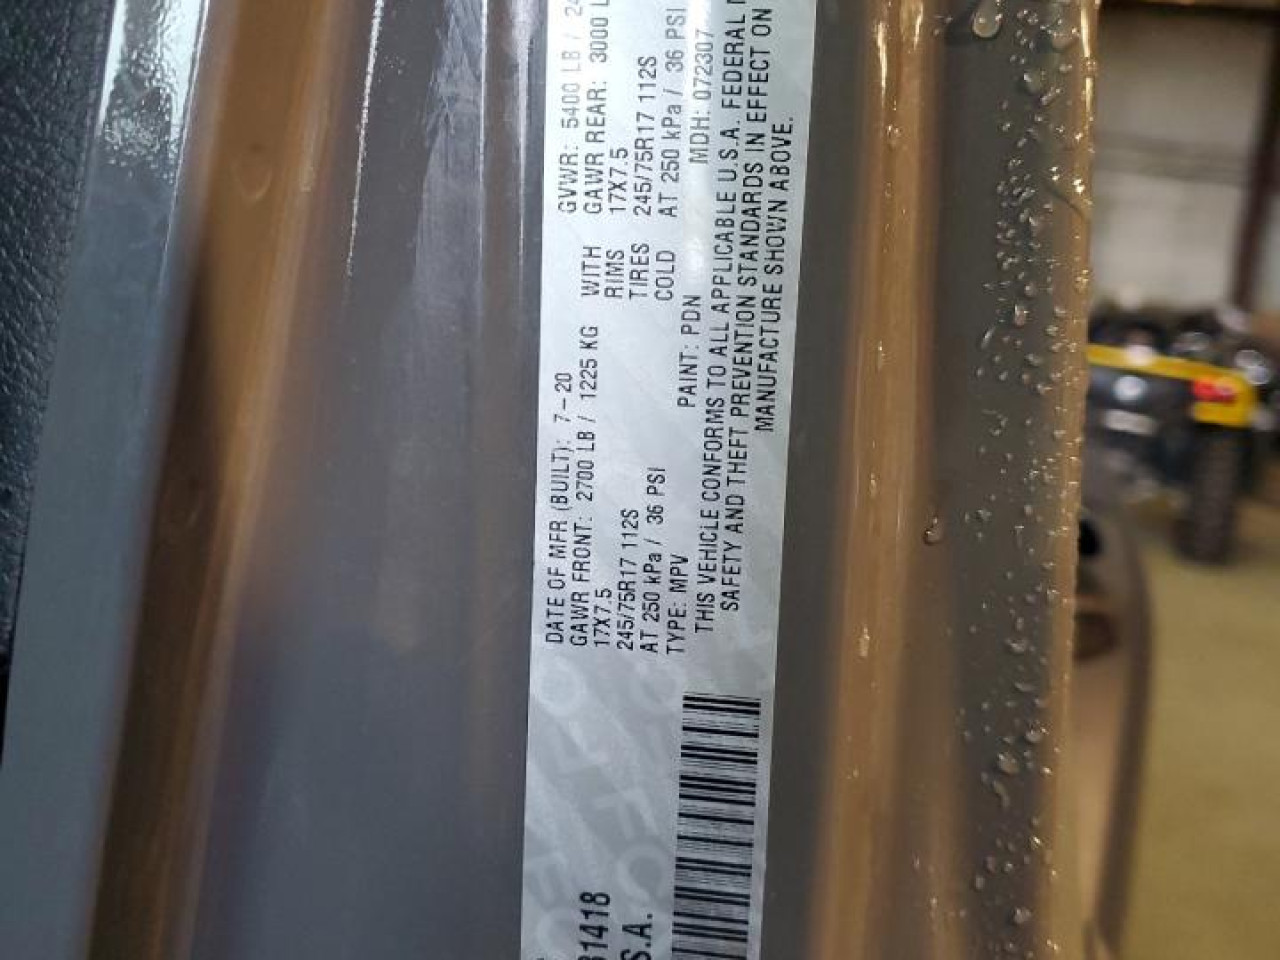 DATE OF MFR (BUILT): 7-20 GVWR: 5400 LB / 24
GAWR FRONT: 2700 LB / 1225 KG WITH GAWR REAR: 3000 L
17X7.5 RIMS 17X7.5
245/75R17 112S TIRES 245/75R17 112S
AT 250 kPa / 36 PSI COLD AT 250 kPa / 36 PSI
TYPE: MPV PAINT: PDN MDH: 072307
THIS VEHICLE CONFORMS TO ALL APPLICABLE U.S.A. FEDERAL
SAFETY AND THEFT PREVENTION STANDARDS IN EFFECT ON
MANUFACTURE SHOWN ABOVE.
31418
S.A.